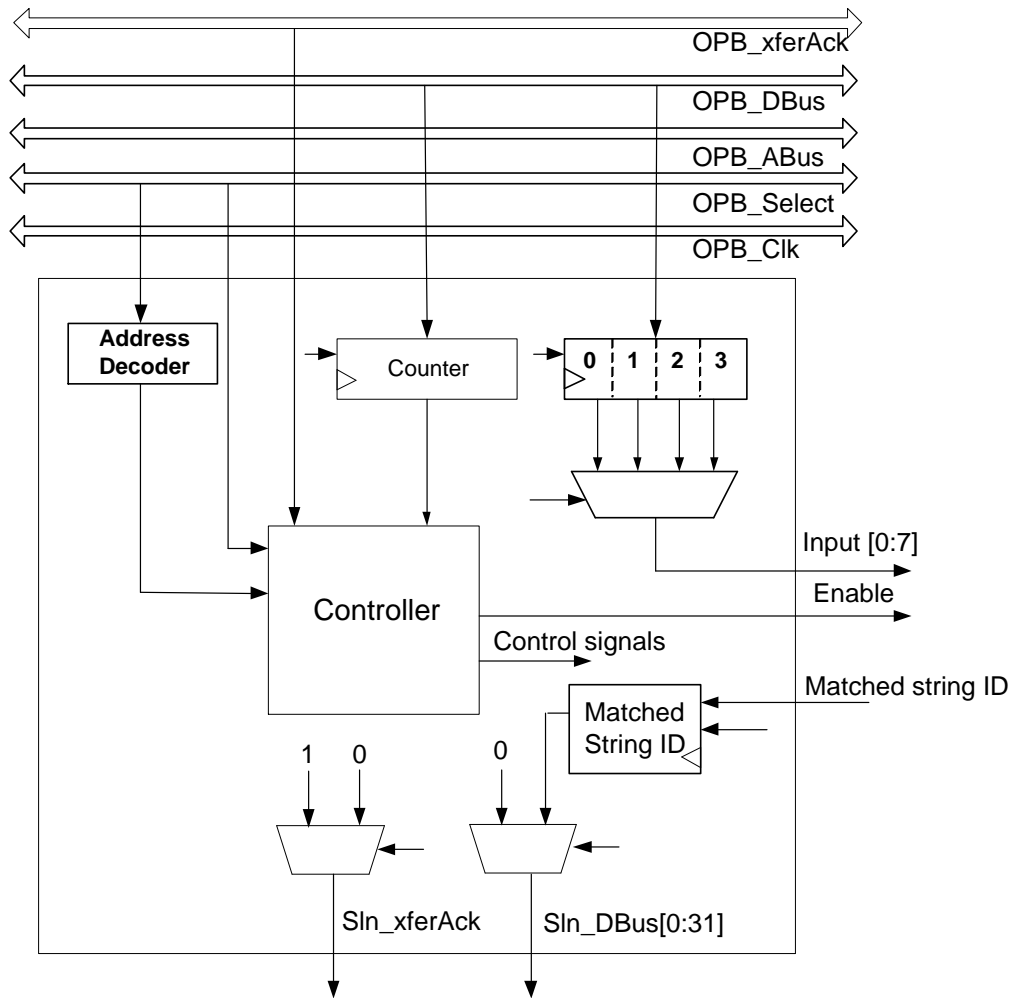 OPB_xferAck
OPB_DBus
OPB_ABus
OPB_Select
OPB_Clk
Address
Decoder
Counter
0 1 2 3
Input [0:7]
Enable
Controller
Control signals
Matched string ID
Matched
String ID
1 0
0
Sln_xferAck
Sln_DBus[0:31]